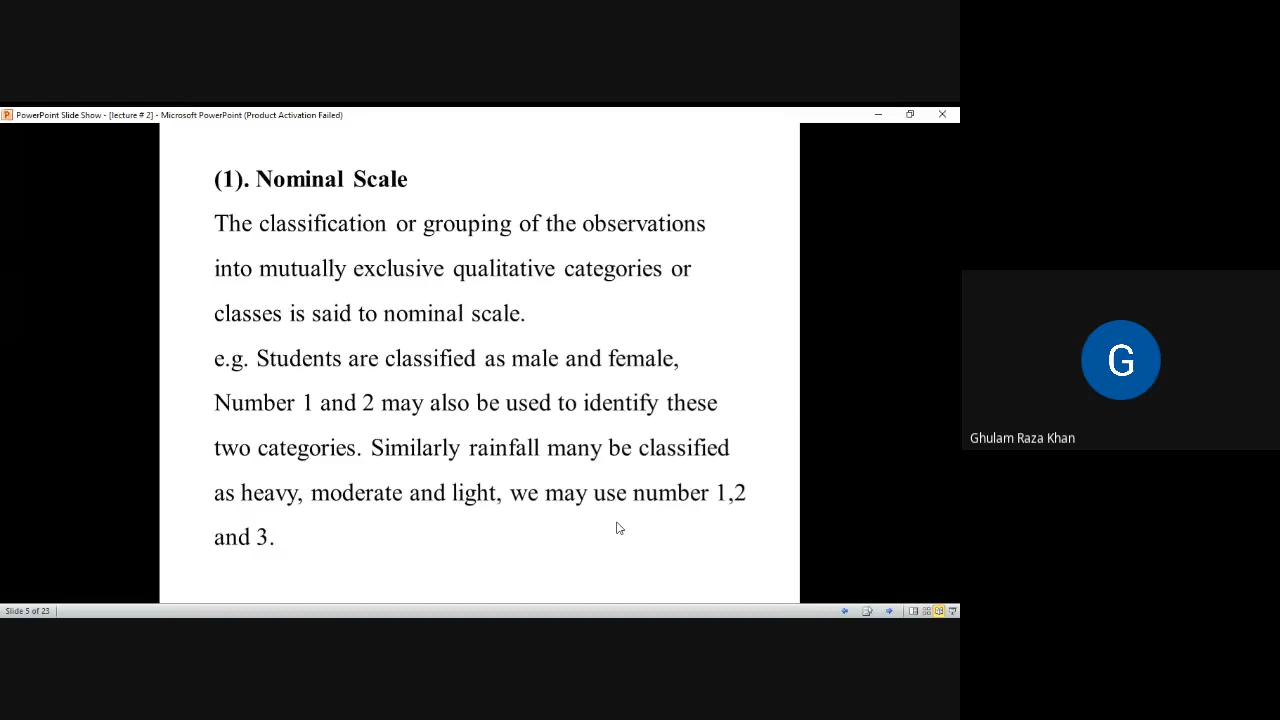 PowerPoint Slide Show - [lecture # 2] - Microsoft PowerPoint (Product Activation Failed)
(1). Nominal Scale
The classification or grouping of the observations
into mutually exclusive qualitative categories or
classes is said to nominal scale.
e.g. Students are classified as male and female,
Number 1 and 2 may also be used to identify these
two categories. Similarly rainfall many be classified
as heavy, moderate and light, we may use number 1,2
and 3.
Slide 5 of 23
G
Ghulam Raza Khan